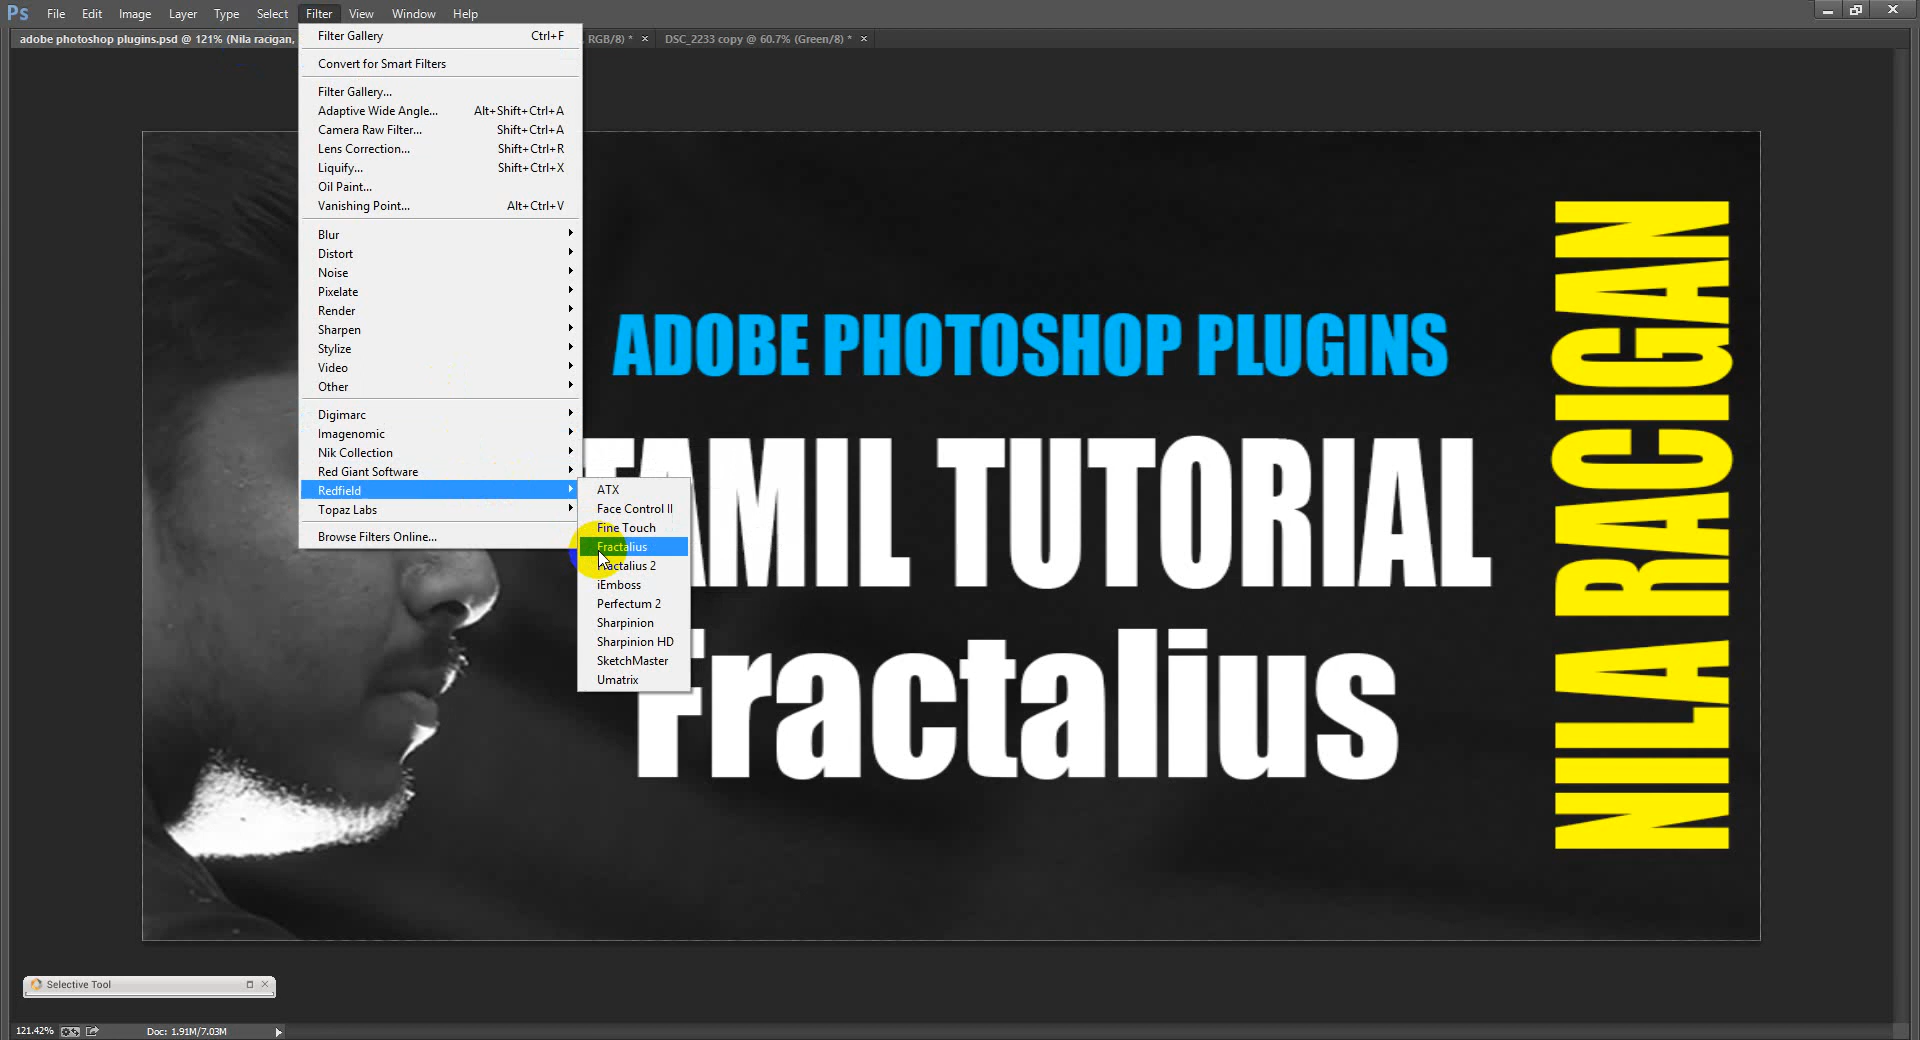 Ps File Edit Image Layer Type Select Filter View Window Help
adobe photoshop plugins.psd @ 121% (Nila racigan, RGB/8) * × DSC_2233 copy @ 60.7% (Green/8) * ×
Filter Gallery Ctrl+F
Convert for Smart Filters
Filter Gallery...
Adaptive Wide Angle... Alt+Shift+Ctrl+A
Camera Raw Filter... Shift+Ctrl+A
Lens Correction... Shift+Ctrl+R
Liquify... Shift+Ctrl+X
Oil Paint...
Vanishing Point... Alt+Ctrl+V
Blur
Distort
Noise
Pixelate
Render
Sharpen
Stylize
Video
Other
Digimarc
Imagenomic
Nik Collection
Red Giant Software
Redfield
Topaz Labs
Browse Filters Online...
ATX
Face Control II
Fine Touch
Fractalius
Fractalius 2
iEmboss
Perfectum 2
Sharpinion
Sharpinion HD
SketchMaster
Umatrix
ADOBE PHOTOSHOP PLUGINS
TAMIL TUTORIAL
Fractalius
NILA RACIGAN
Selective Tool
121.42% Doc: 1.91M/7.03M